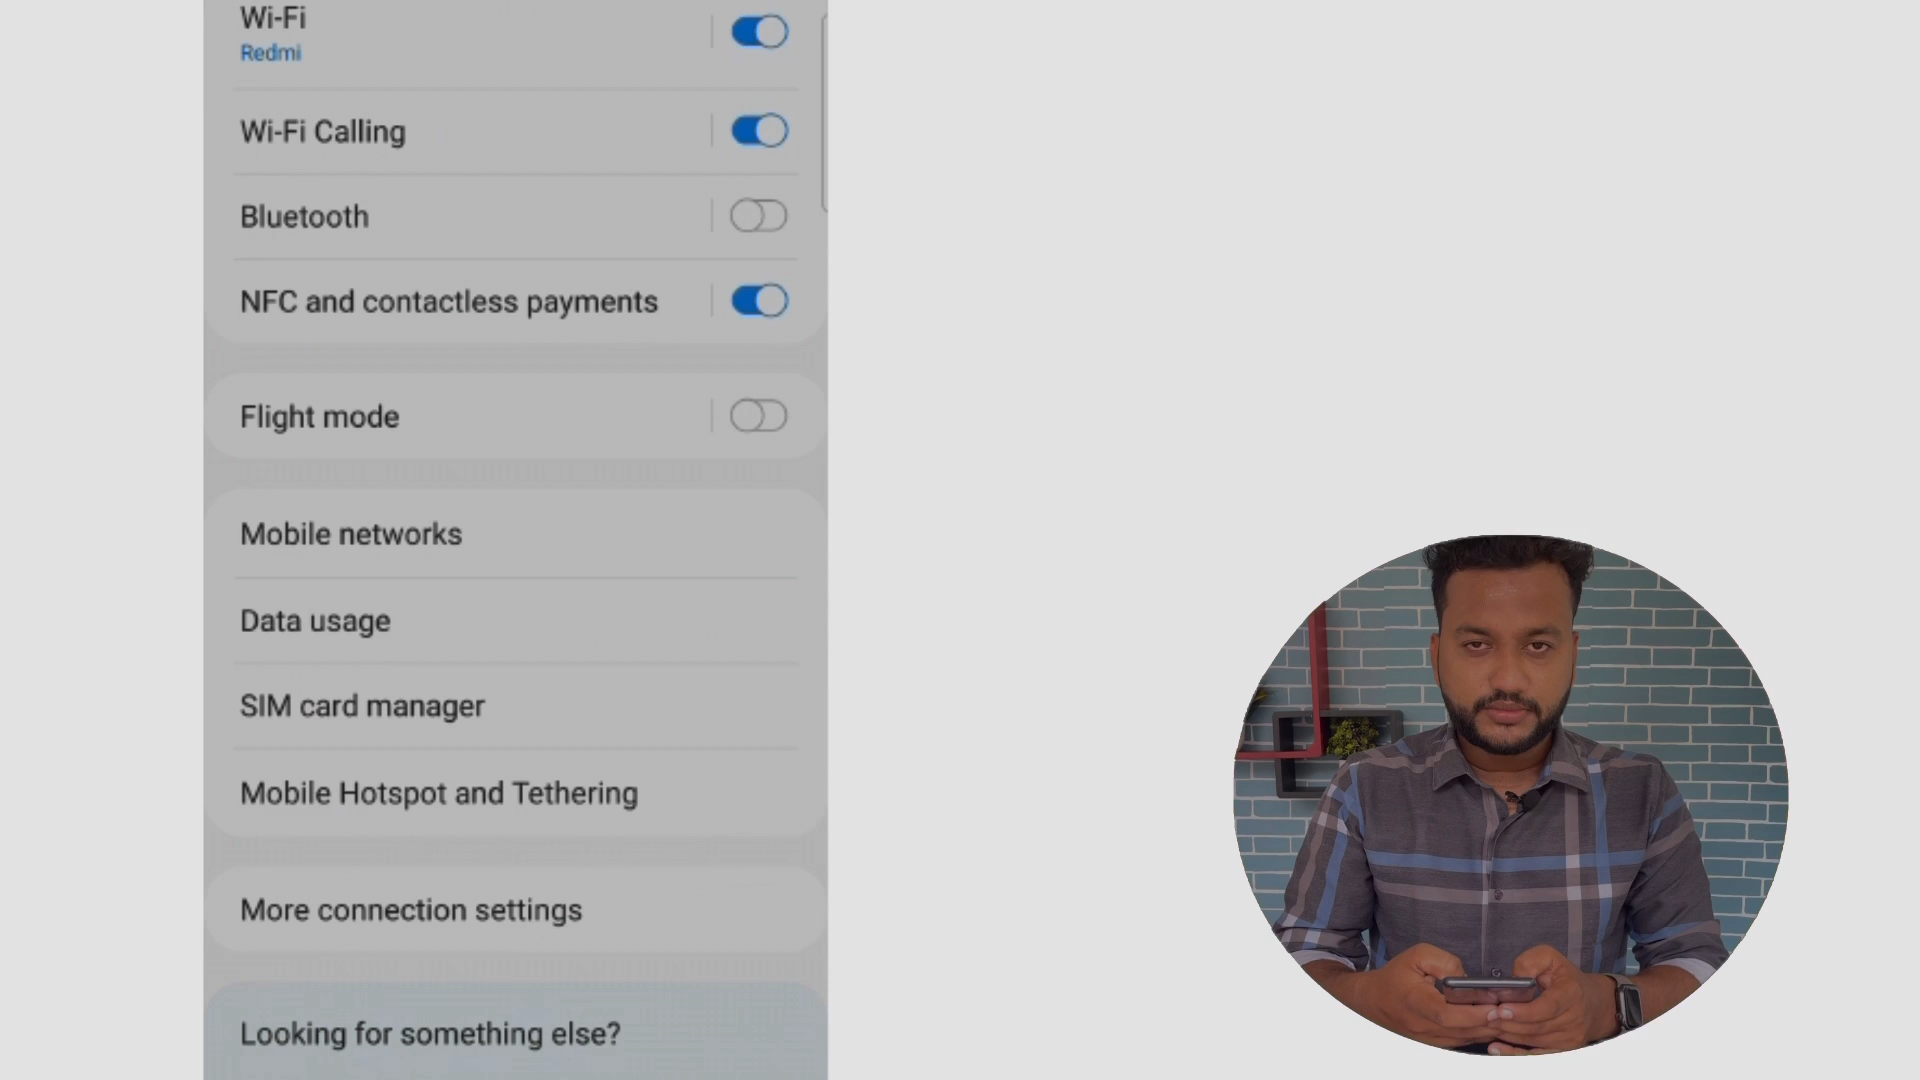 Wi-Fi
Redmi
Wi-Fi Calling
Bluetooth
NFC and contactless payments
Flight mode
Mobile networks
Data usage
SIM card manager
Mobile Hotspot and Tethering
More connection settings
Looking for something else?